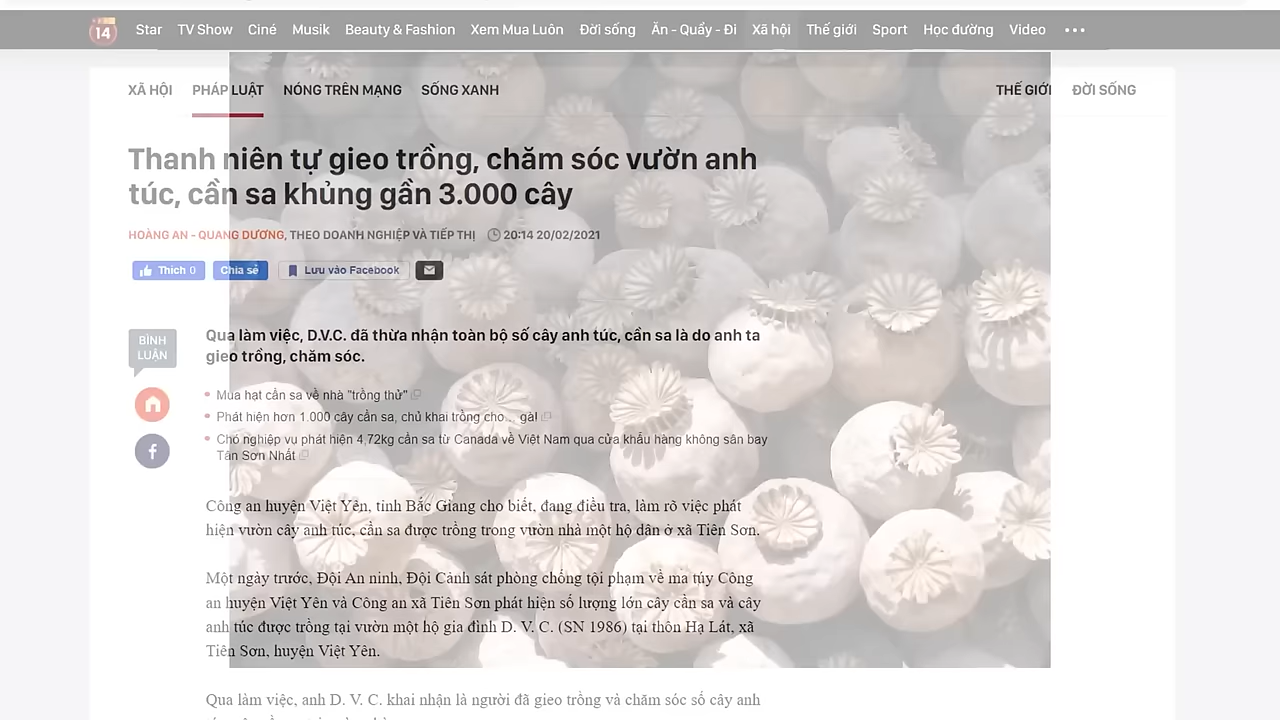 14 Star TV Show Ciné Musik Beauty & Fashion Xem Mua Luôn Đời sống Ăn - Quẩy - Đi Xã hội Thế giới Sport Học đường Video
XÃ HỘI PHÁP LUẬT NÓNG TRÊN MẠNG SỐNG XANH THẾ GIỚI ĐỜI SỐNG
Thanh niên tự gieo trồng, chăm sóc vườn anh
túc, cần sa khủng gần 3.000 cây
HOÀNG AN - QUANG DƯƠNG, THEO DOANH NGHIỆP VÀ TIẾP THỊ 20:14 20/02/2021
Thích 0 Chia sẻ Lưu vào Facebook
BÌNH
LUẬN
Qua làm việc, D.V.C. đã thừa nhận toàn bộ số cây anh túc, cần sa là do anh ta
gieo trồng, chăm sóc.
Mua hạt cần sa về nhà "trồng thử"
Phát hiện hơn 1.000 cây cần sa, chủ khai trồng cho... gà!
Chó nghiệp vụ phát hiện 4,72kg cần sa từ Canada về Việt Nam qua cửa khẩu hàng không sân bay
Tân Sơn Nhất
Công an huyện Việt Yên, tỉnh Bắc Giang cho biết, đang điều tra, làm rõ việc phát
hiện vườn cây anh túc, cần sa được trồng trong vườn nhà một hộ dân ở xã Tiên Sơn.
Một ngày trước, Đội An ninh, Đội Cảnh sát phòng chống tội phạm về ma túy Công
an huyện Việt Yên và Công an xã Tiên Sơn phát hiện số lượng lớn cây cần sa và cây
anh túc được trồng tại vườn một hộ gia đình D. V. C. (SN 1986) tại thôn Hạ Lát, xã
Tiên Sơn, huyện Việt Yên.
Qua làm việc, anh D. V. C. khai nhận là người đã gieo trồng và chăm sóc số cây anh